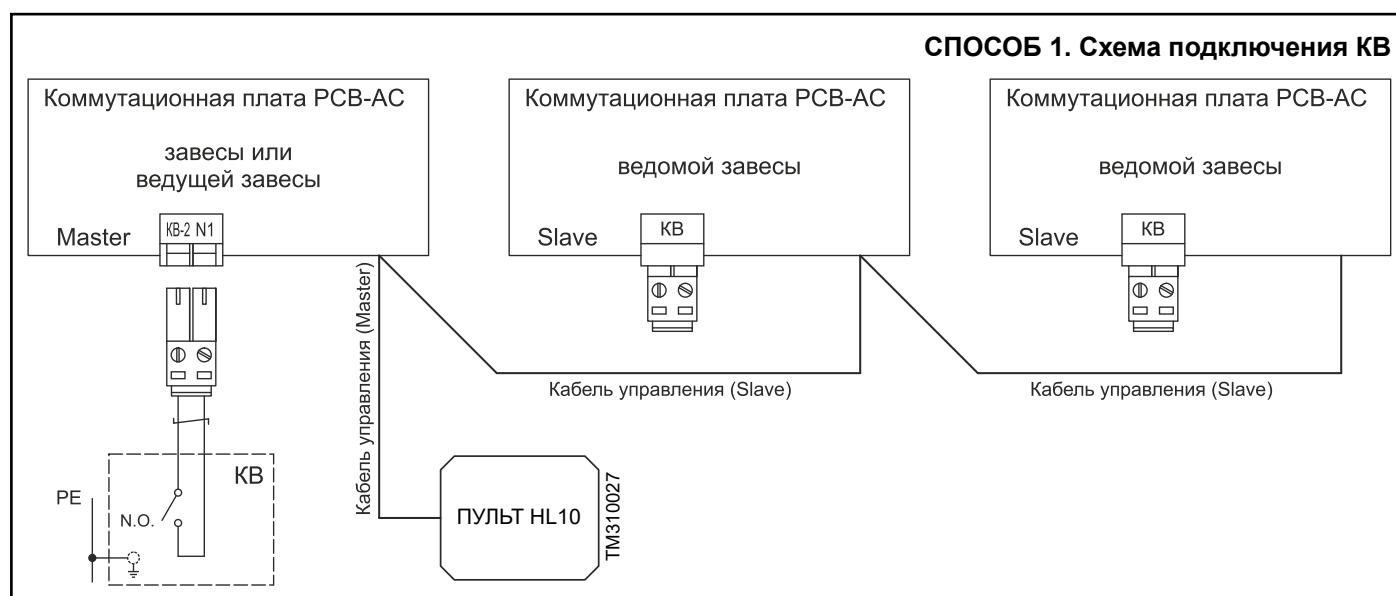 СПОСОБ 1. Схема подключения КВ
Коммутационная плата PCB-AC
завесы или
ведущей завесы
Master
КВ-2 N1
Коммутационная плата PCB-AC
ведомой завесы
Slave
КВ
Коммутационная плата PCB-AC
ведомой завесы
Slave
КВ
Кабель управления (Master)
Кабель управления (Slave)
Кабель управления (Slave)
КВ
PE
N.O.
ПУЛЬТ HL10
TM310027